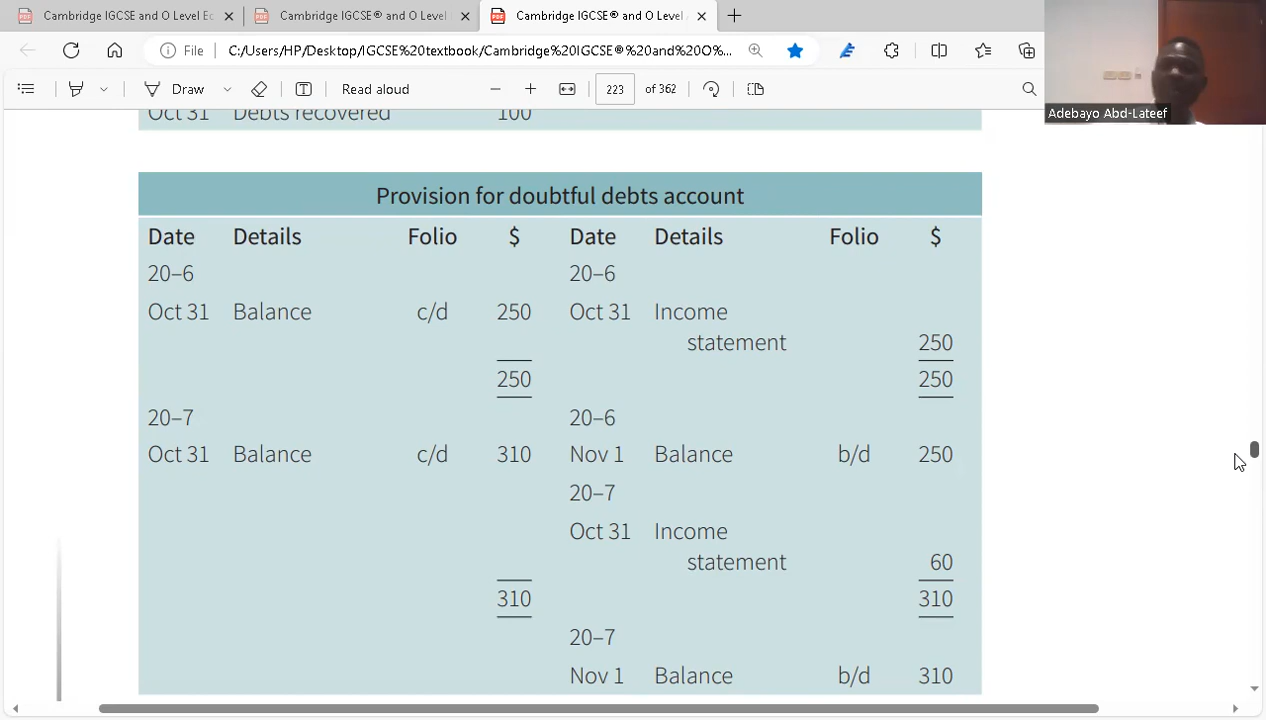 Cambridge IGCSE® and O Level Ec
Cambridge IGCSE® and O Level
Cambridge IGCSE® and O Level
File
C:/Users/HP/Desktop/IGCSE%20textbook/Cambridge%20IGCSE®%20and%20O%...
Draw
Read aloud
223 of 362
Adebayo Abd-Lateef
Oct 31 Debts recovered 100
Provision for doubtful debts account
Date Details Folio $ Date Details Folio $
20–6 20–6
Oct 31 Balance c/d 250 Oct 31 Income
statement 250
250 250
20–7 20–6
Oct 31 Balance c/d 310 Nov 1 Balance b/d 250
20–7
Oct 31 Income
statement 60
310 310
20–7
Nov 1 Balance b/d 310